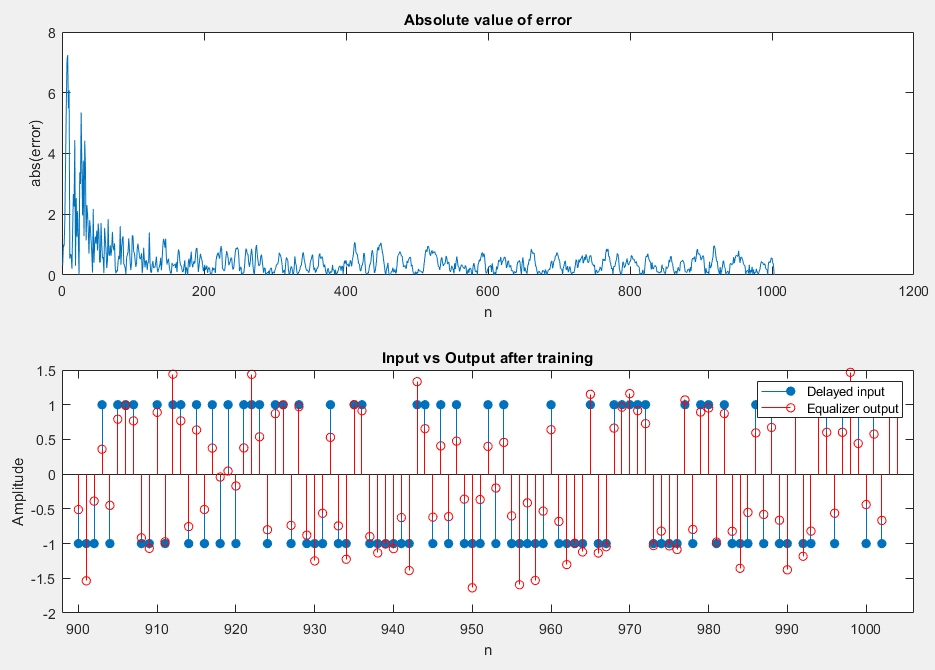 Absolute value of error
8
6
4
2
0
abs(error)
0 200 400 600 800 1000 1200
n
Input vs Output after training
1.5
1
0.5
0
-0.5
-1
-1.5
-2
Amplitude
Delayed input
Equalizer output
900 910 920 930 940 950 960 970 980 990 1000
n